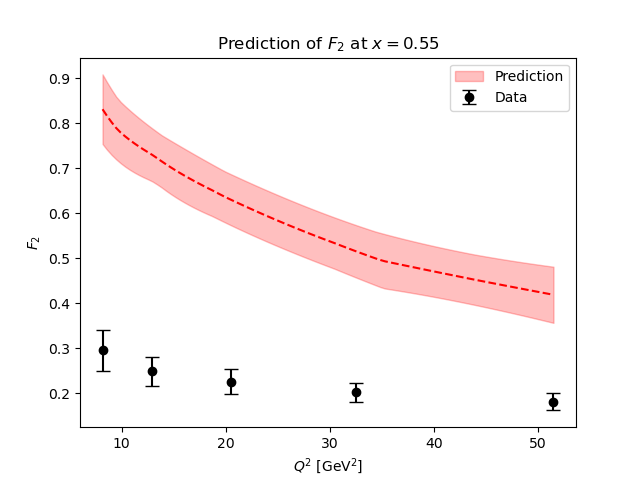 Prediction of F₂ at x = 0.55
Prediction
Data
0.9
0.8
0.7
0.6
0.5
0.4
0.3
0.2
F₂
10 20 30 40 50
Q² [GeV²]